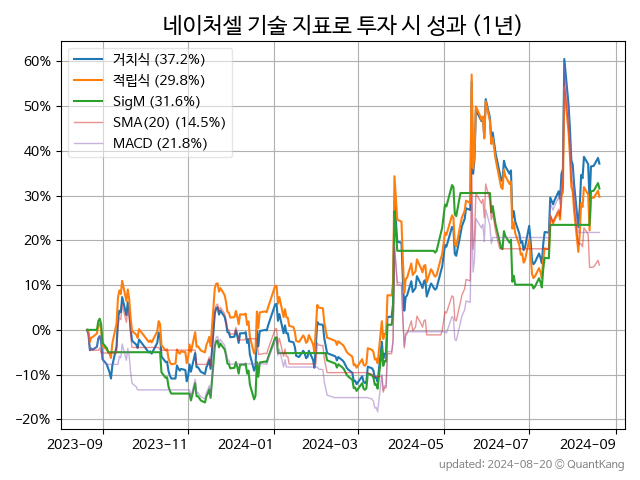 네이처셀 기술 지표로 투자 시 성과 (1년)
거치식 (37.2%)
적립식 (29.8%)
SigM (31.6%)
SMA(20) (14.5%)
MACD (21.8%)
60%
50%
40%
30%
20%
10%
0%
−10%
−20%
2023-09 2023-11 2024-01 2024-03 2024-05 2024-07 2024-09
updated: 2024-08-20 © QuantKang